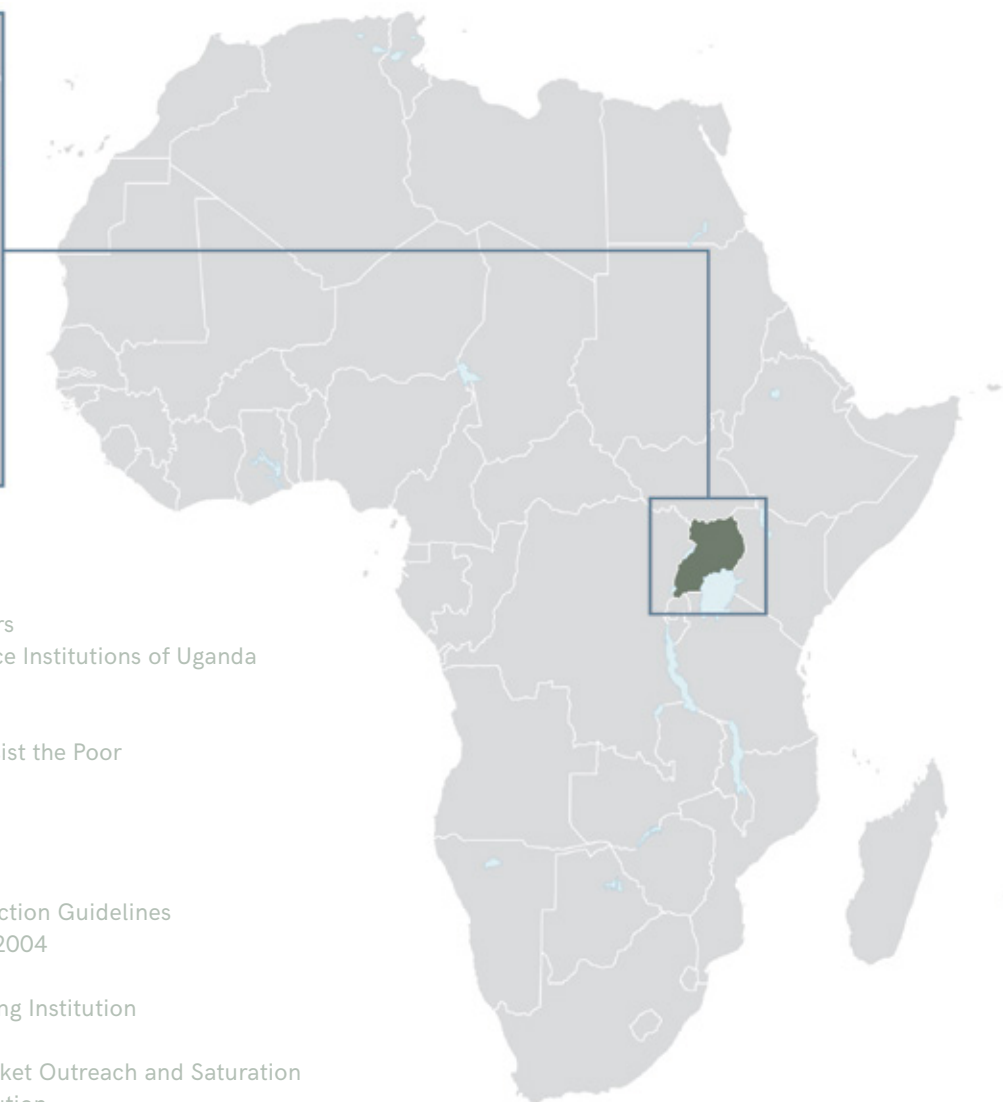 rs
ce Institutions of Uganda
ist the Poor
ction Guidelines
2004
ng Institution
ket Outreach and Saturation